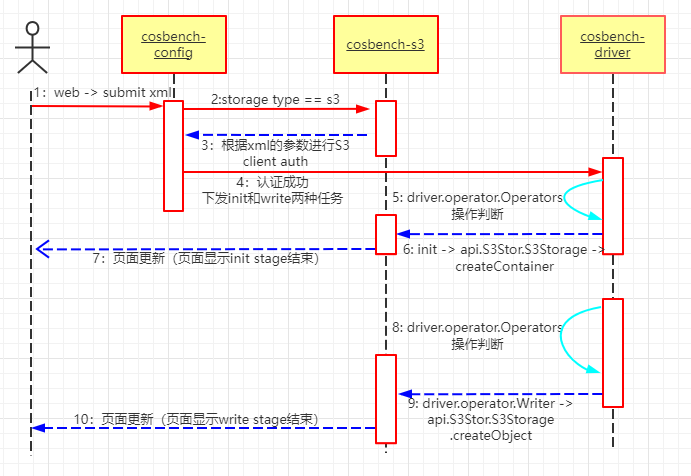 cosbench-
config
cosbench-s3
cosbench-
driver
1：web -> submit xml
2:storage type == s3
3：根据xml的参数进行S3
client auth
4：认证成功
下发init和write两种任务
5: driver.operator.Operators
操作判断
6: init -> api.S3Stor.S3Storage ->
createContainer
7：页面更新（页面显示init stage结束）
8: driver.operator.Operators
操作判断
9: driver.operator.Writer ->
api.S3Stor.S3Storage
.createObject
10：页面更新（页面显示write stage结束）